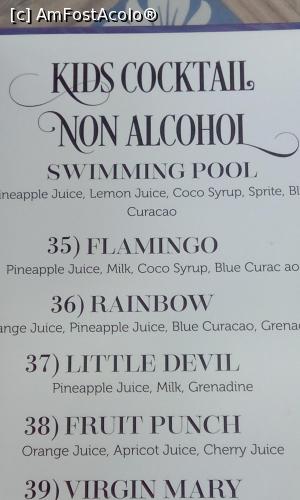 [c] AmFostAcolo®
KIDS COCKTAIL
NON ALCOHOL
SWIMMING POOL
Juice, Lemon Juice, Coco Syrup, Sprite,
Curacao
35) FLAMINGO
Pineapple Juice, Milk, Coco Syrup, Blue Curac ao
36) RAINBOW
Juice, Pineapple Juice, Blue Curacao,
37) LITTLE DEVIL
Pineapple Juice, Milk, Grenadine
38) FRUIT PUNCH
Orange Juice, Apricot Juice, Cherry Juice
39) VIRGIN MARY